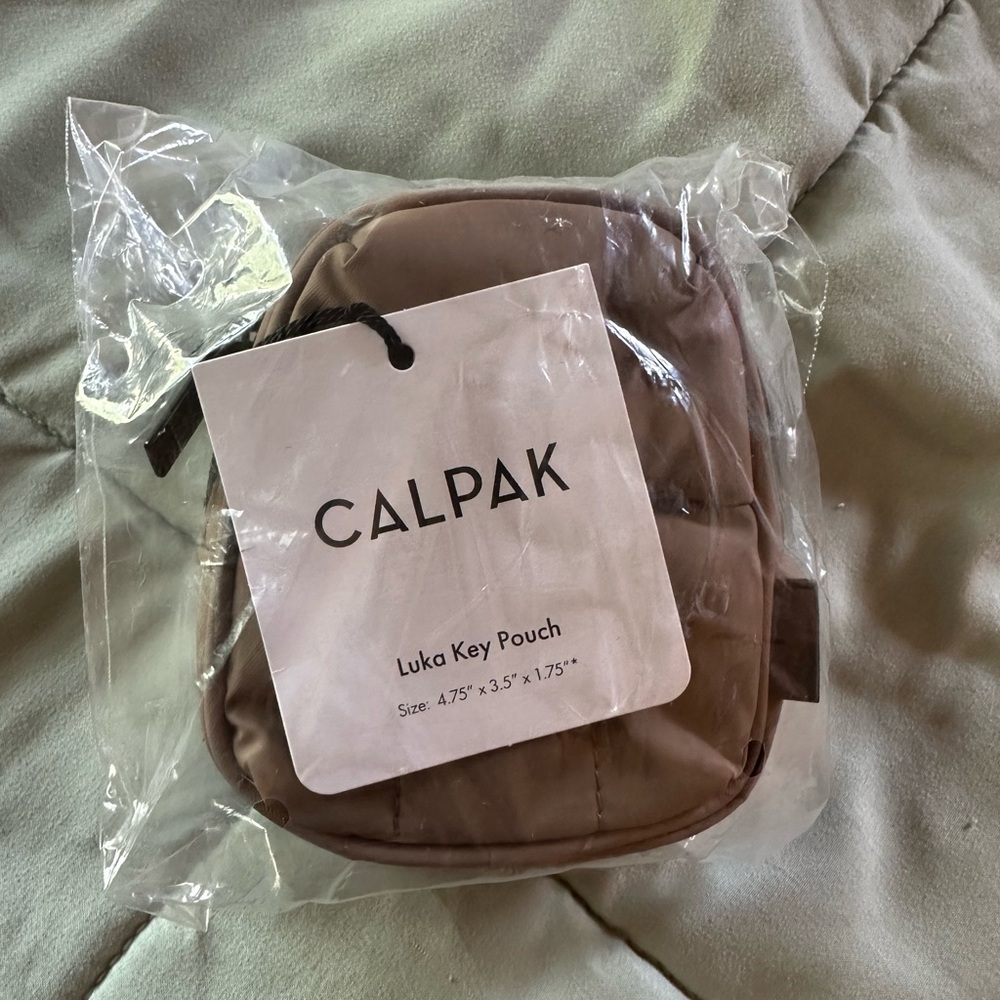 CALPAK
Luka Key Pouch
Size: 4.75" x 3.5" x 1.75"*